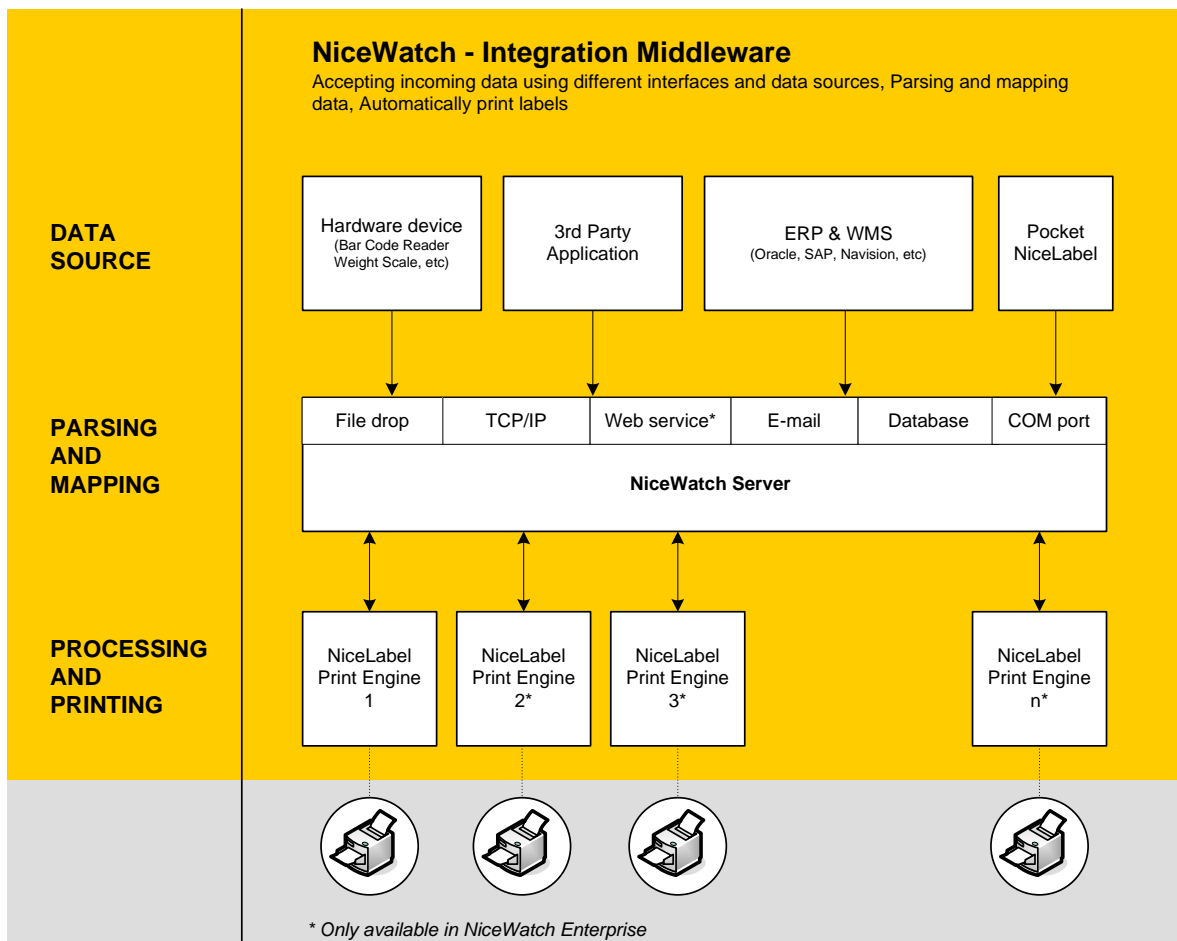 NiceWatch - Integration Middleware
Accepting incoming data using different interfaces and data sources, Parsing and mapping
data, Automatically print labels
DATA
SOURCE
Hardware device
(Bar Code Reader
Weight Scale, etc)
3rd Party
Application
ERP & WMS
(Oracle, SAP, Navision, etc)
Pocket
NiceLabel
PARSING
AND
MAPPING
File drop
TCP/IP
Web service*
E-mail
Database
COM port
NiceWatch Server
PROCESSING
AND
PRINTING
NiceLabel
Print Engine
1
NiceLabel
Print Engine
2*
NiceLabel
Print Engine
3*
NiceLabel
Print Engine
n*
* Only available in NiceWatch Enterprise